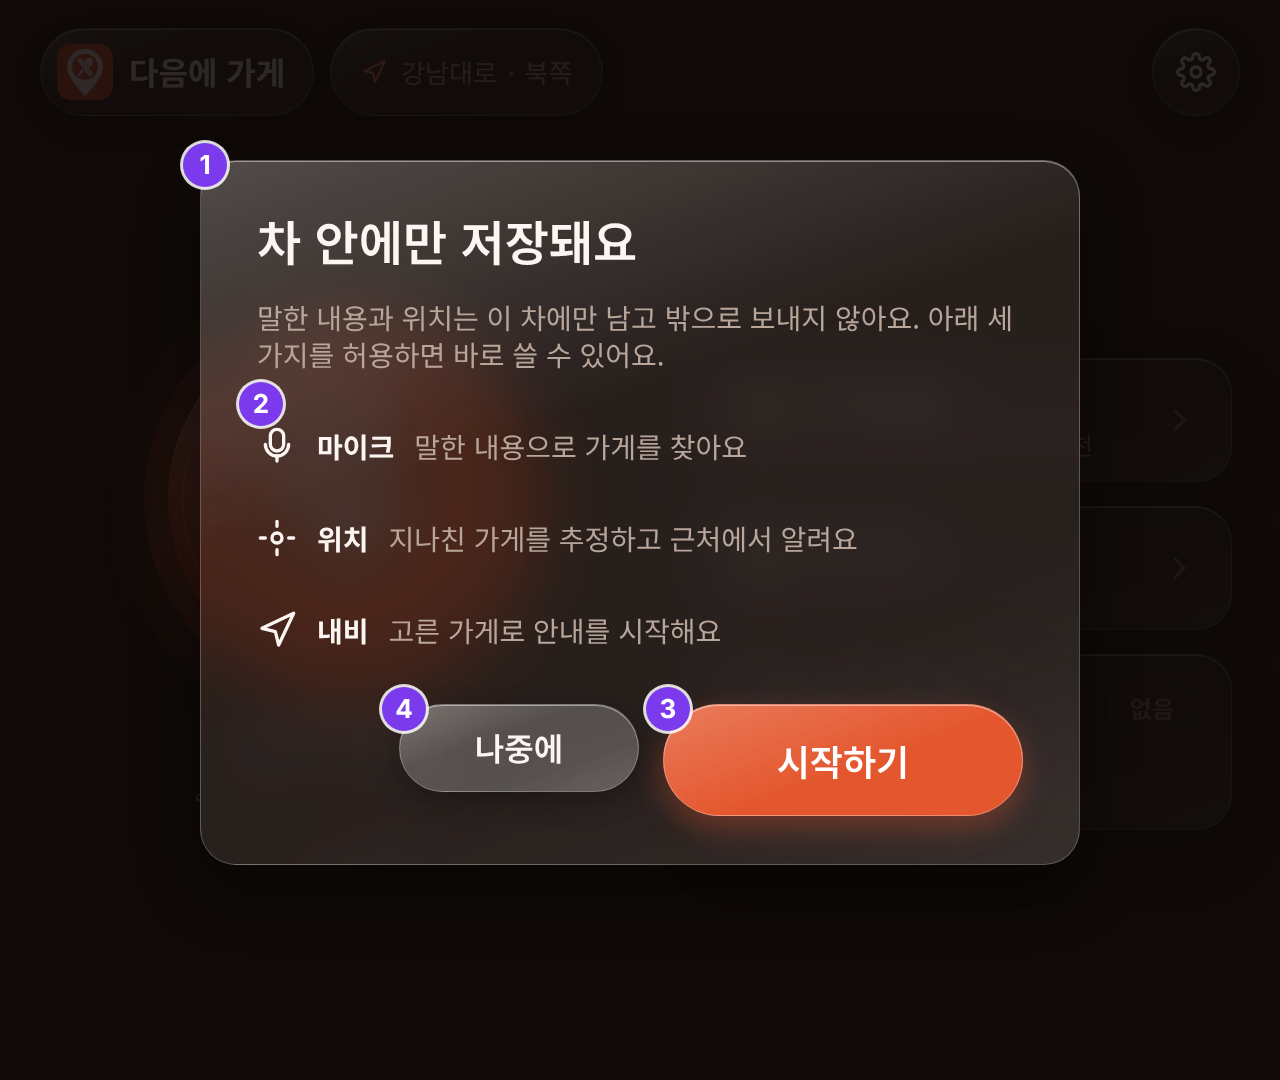 다음에 가게
강남대로 · 북쪽
1
차 안에만 저장돼요
말한 내용과 위치는 이 차에만 남고 밖으로 보내지 않아요. 아래 세
가지를 허용하면 바로 쓸 수 있어요.
2
마이크 말한 내용으로 가게를 찾아요
위치 지나친 가게를 추정하고 근처에서 알려요
내비 고른 가게로 안내를 시작해요
없음
4
나중에
3
시작하기